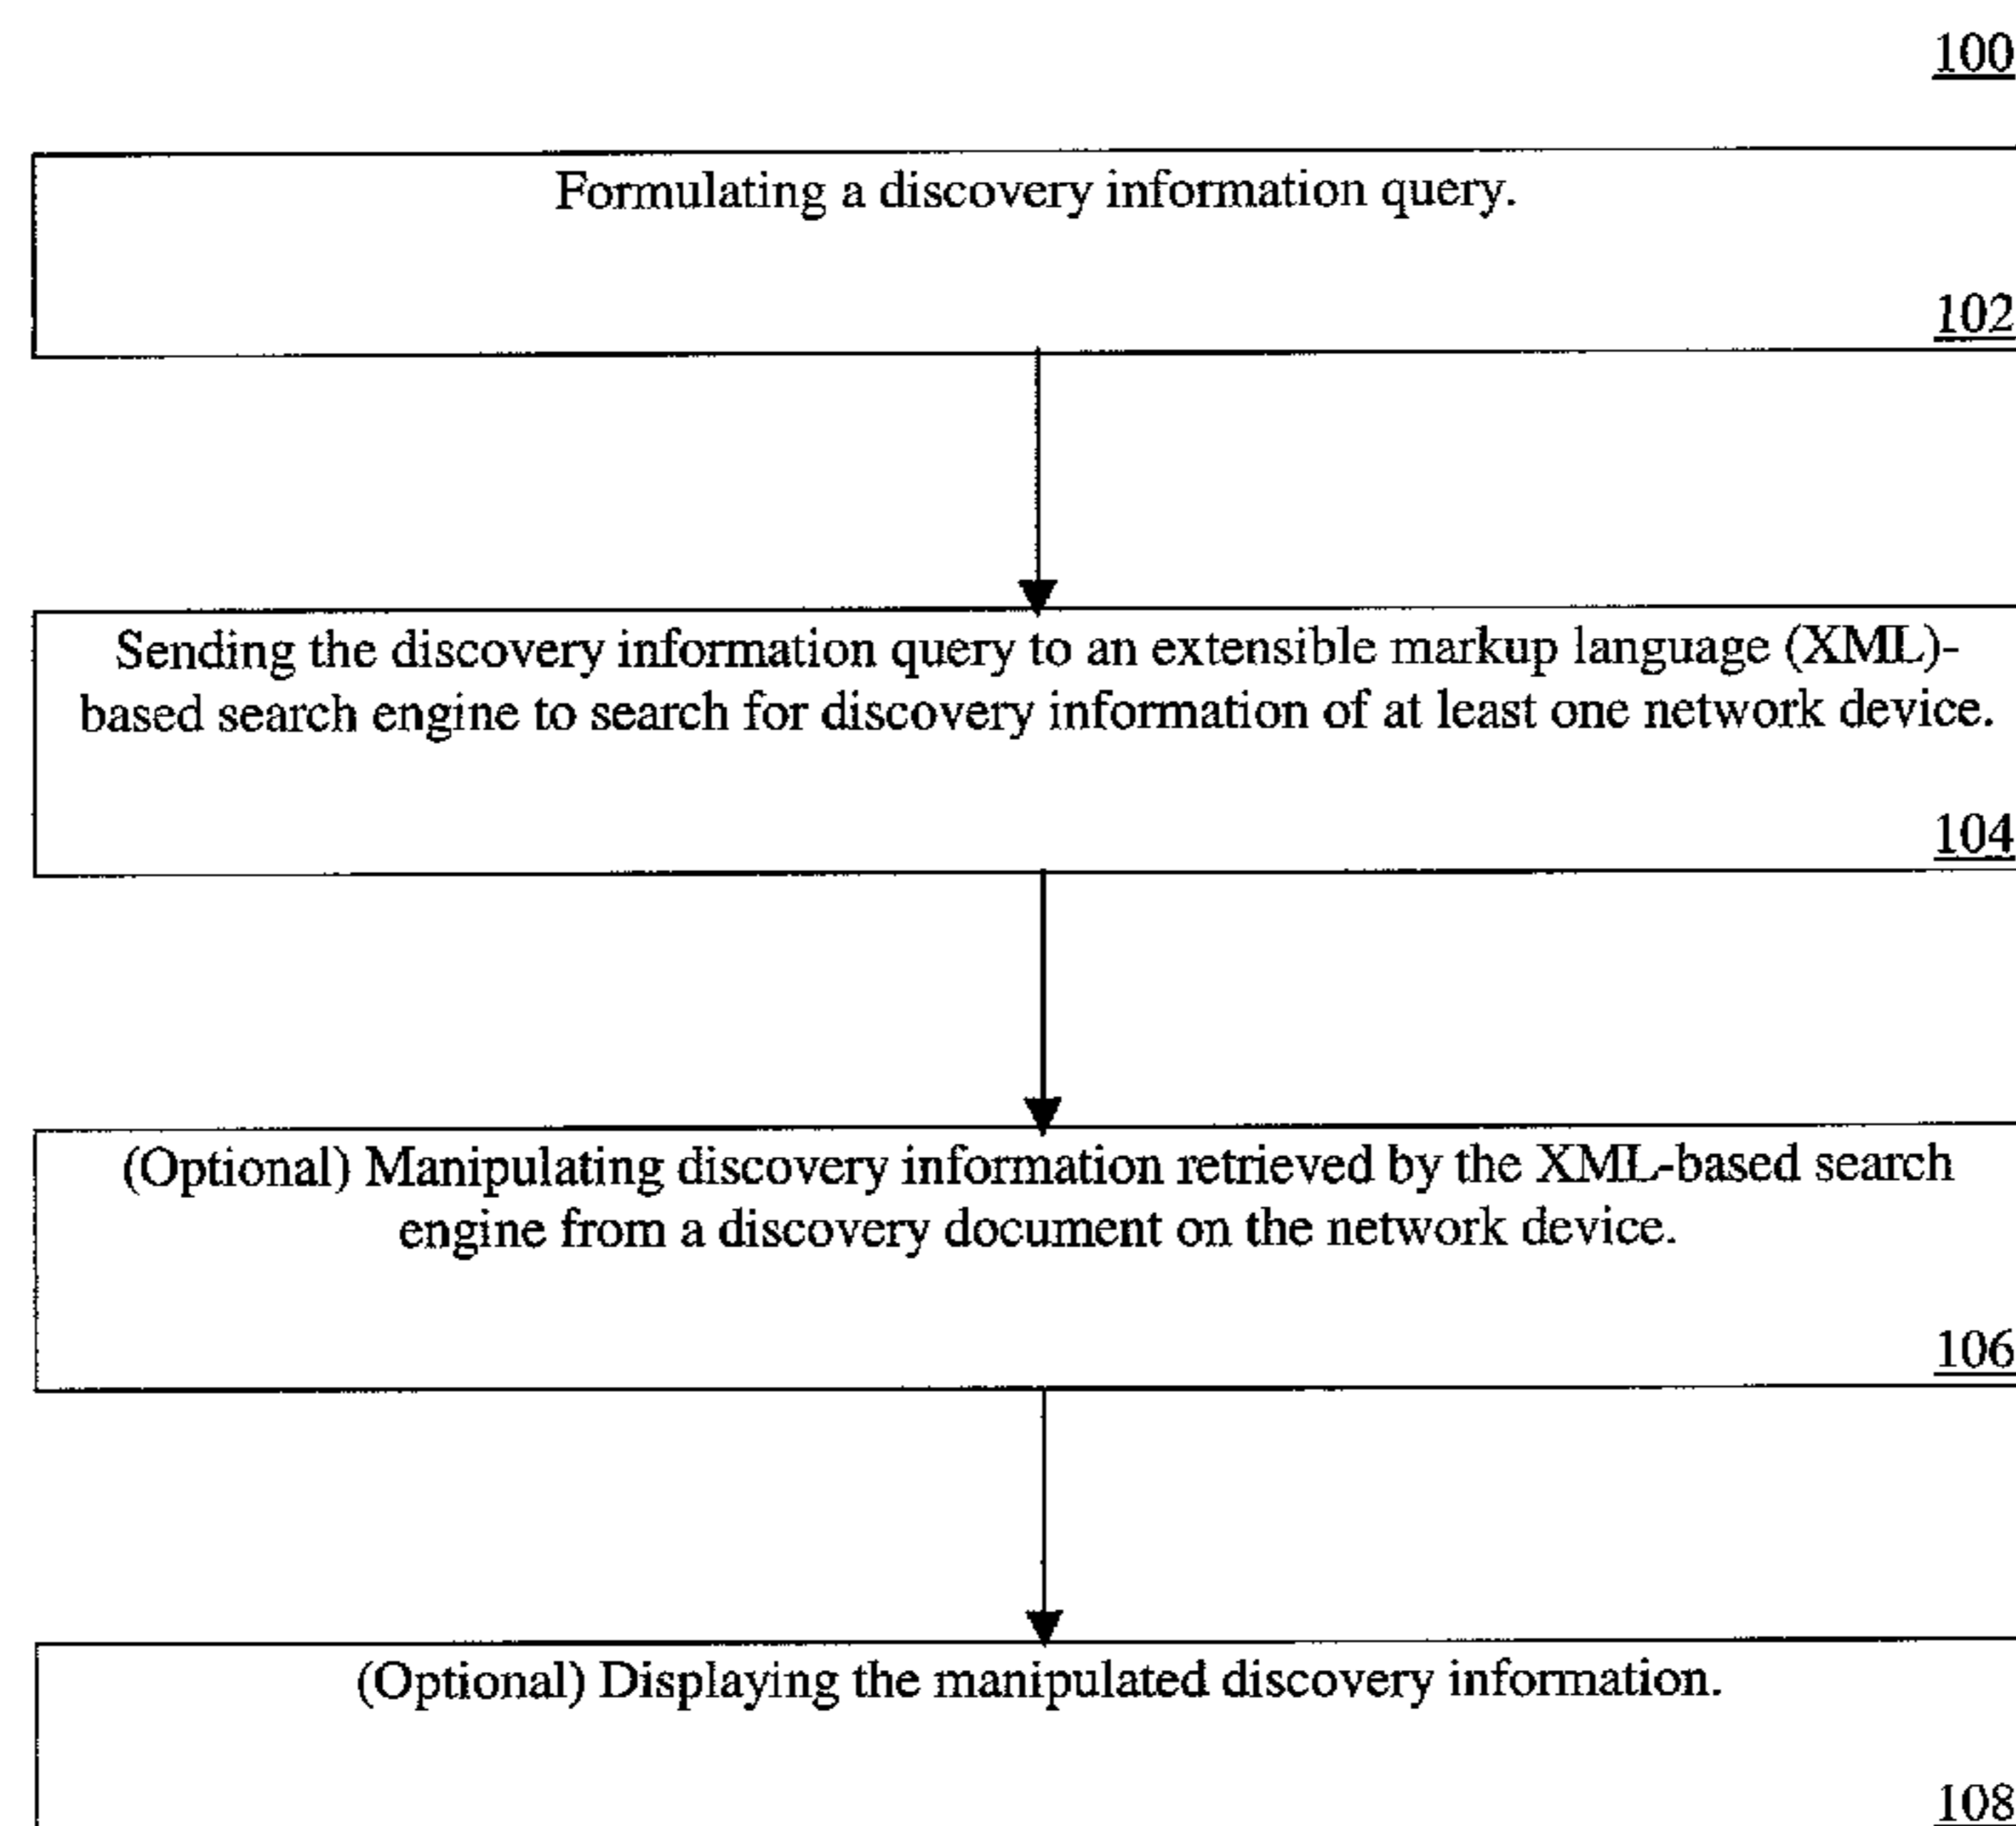 100
Formulating a discovery information query.
102
Sending the discovery information query to an extensible markup language (XML)-
based search engine to search for discovery information of at least one network device.
104
(Optional) Manipulating discovery information retrieved by the XML-based search
engine from a discovery document on the network device.
106
(Optional) Displaying the manipulated discovery information.
108